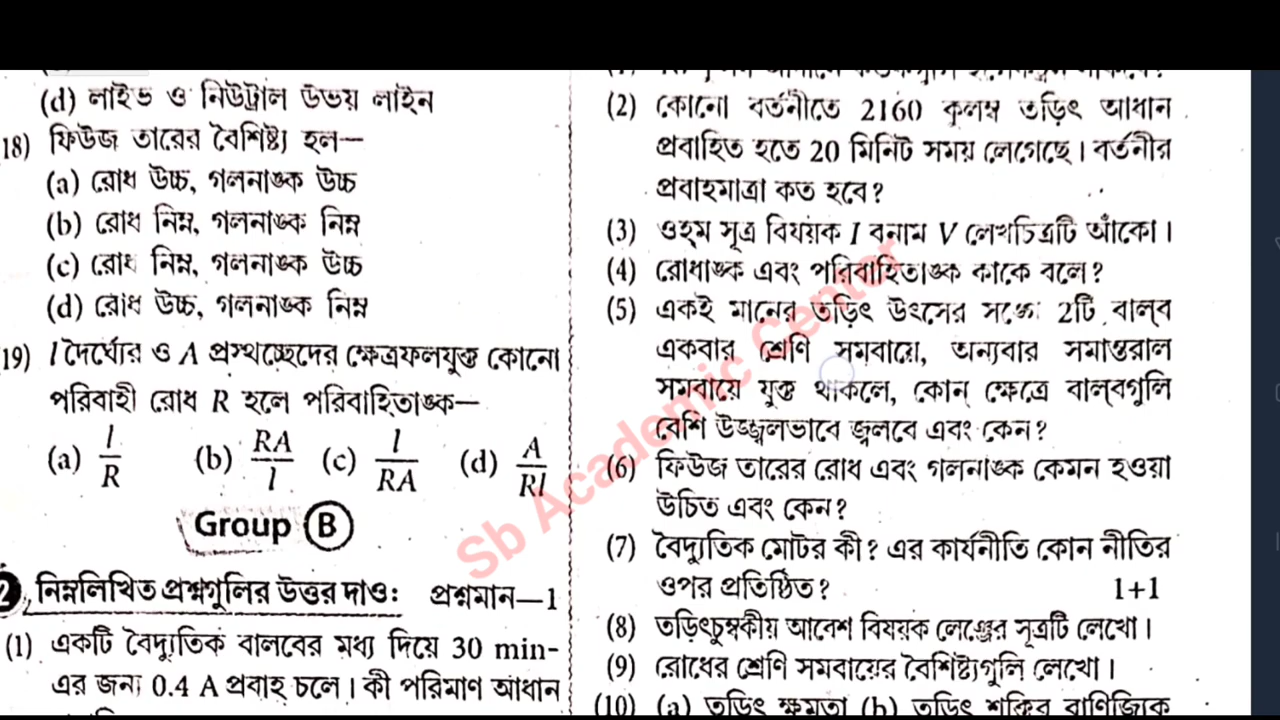 (d) লাইভ ও নিউট্রাল উভয় লাইন
18) ফিউজ তারের বৈশিষ্ট্য হল—
(a) রোধ উচ্চ, গলনাঙ্ক উচ্চ
(b) রোধ নিম্ন, গলনাঙ্ক নিম্ন
(c) রোধ নিম্ন, গলনাঙ্ক উচ্চ
(d) রোধ উচ্চ, গলনাঙ্ক নিম্ন
19) l দৈর্ঘ্যের ও A প্রস্থচ্ছেদের ক্ষেত্রফলযুক্ত কোনো
পরিবাহী রোধ R হলে পরিবাহিতাঙ্ক—
(a) l/R (b) RA/l (c) l/RA (d) A/Rl
Group B
2 নিম্নলিখিত প্রশ্নগুলির উত্তর দাও: প্রশ্নমান—1
(1) একটি বৈদ্যুতিক বালবের মধ্য দিয়ে 30 min-
এর জন্য 0.4 A প্রবাহ চলে। কী পরিমাণ আধান
(2) কোনো বর্তনীতে 2160 কুলম্ব তড়িৎ আধান
প্রবাহিত হতে 20 মিনিট সময় লেগেছে। বর্তনীর
প্রবাহমাত্রা কত হবে?
(3) ওহম সূত্র বিষয়ক I বনাম V লেখচিত্রটি আঁকো।
(4) রোধাঙ্ক এবং পরিবাহিতাঙ্ক কাকে বলে?
(5) একই মানের তড়িৎ উৎসের সঙ্গে 2টি বাল্‌ব
একবার শ্রেণি সমবায়ে, অন্যবার সমান্তরাল
সমবায়ে যুক্ত থাকলে, কোন্ ক্ষেত্রে বাল্‌বগুলি
বেশি উজ্জ্বলভাবে জ্বলবে এবং কেন?
(6) ফিউজ তারের রোধ এবং গলনাঙ্ক কেমন হওয়া
উচিত এবং কেন?
(7) বৈদ্যুতিক মোটর কী? এর কার্যনীতি কোন নীতির
ওপর প্রতিষ্ঠিত? 1+1
(8) তড়িৎচুম্বকীয় আবেশ বিষয়ক লেঞ্জের সূত্রটি লেখো।
(9) রোধের শ্রেণি সমবায়ের বৈশিষ্ট্যগুলি লেখো।
(10) (a) তড়িৎ ক্ষমতা (b) তড়িৎ শক্তির বাণিজ্যিক
Sb Academic Center